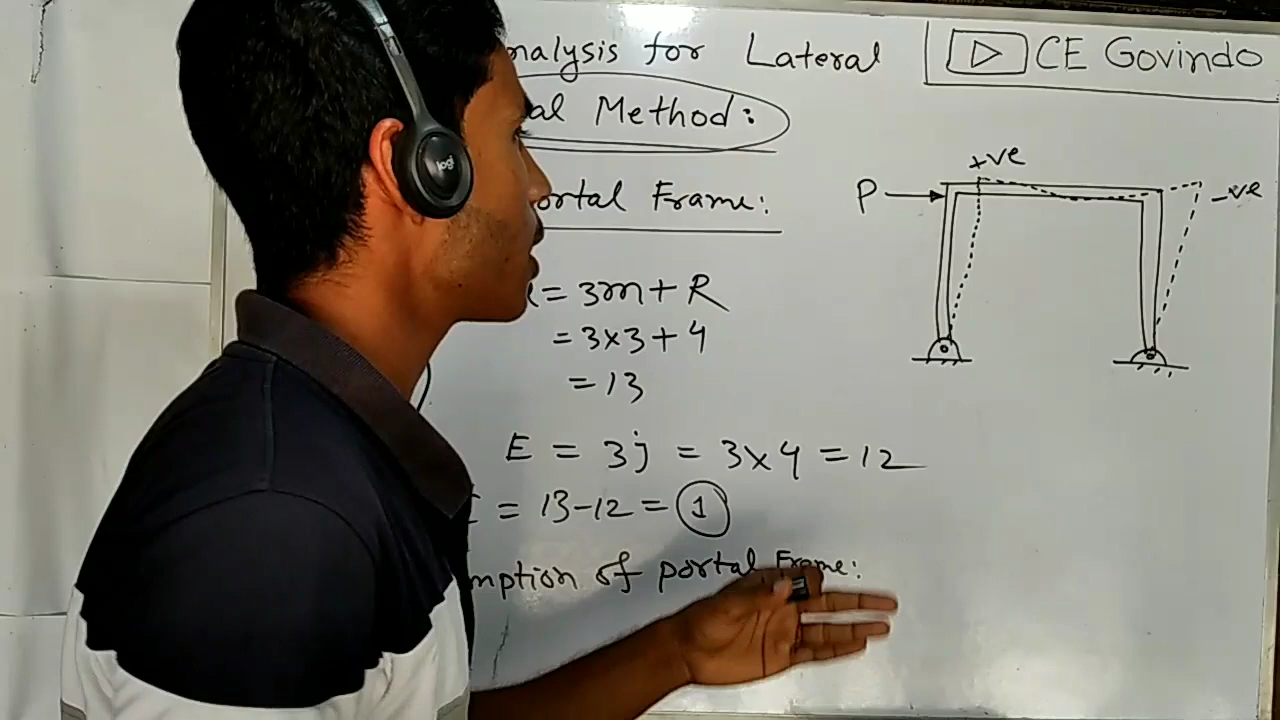 nalysis for Lateral
CE Govindo
al Method:
ortal Frame:
+ve
P
-ve
= 3m + R
= 3×3 + 4
= 13
E = 3j = 3×4 = 12
= 13-12 = 1
mption of portal Frame:
logi